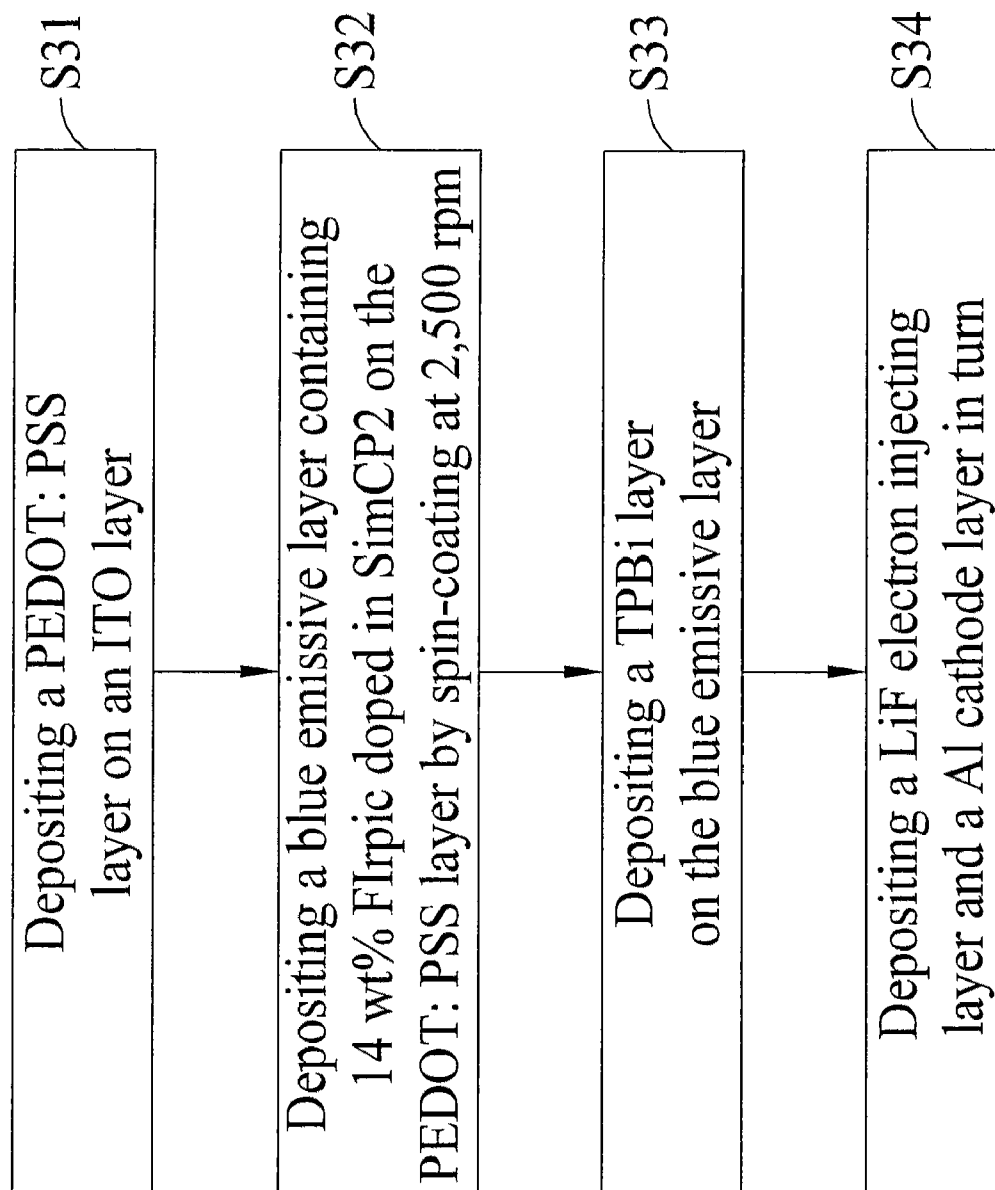 Depositing a PEDOT: PSS
layer on an ITO layer
S31
Depositing a blue emissive layer containing
14 wt% FIrpic doped in SimCP2 on the
PEDOT: PSS layer by spin-coating at 2,500 rpm
S32
Depositing a TPBi layer
on the blue emissive layer
S33
Depositing a LiF electron injecting
layer and a Al cathode layer in turn
S34